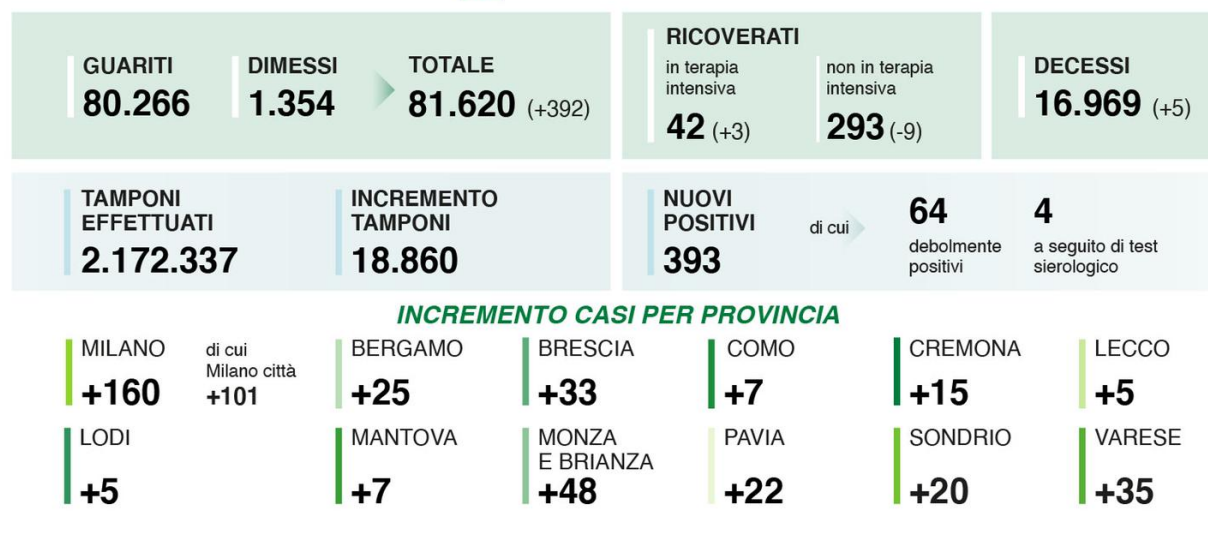 GUARITI
80.266
DIMESSI
1.354
TOTALE
81.620 (+392)
RICOVERATI
in terapia
intensiva
42 (+3)
non in terapia
intensiva
293 (-9)
DECESSI
16.969 (+5)
TAMPONI
EFFETTUATI
2.172.337
INCREMENTO
TAMPONI
18.860
NUOVI
POSITIVI
393
di cui
64
debolmente
positivi
4
a seguito di test
sierologico
INCREMENTO CASI PER PROVINCIA
MILANO
+160
di cui
Milano città
+101
BERGAMO
+25
BRESCIA
+33
COMO
+7
CREMONA
+15
LECCO
+5
LODI
+5
MANTOVA
+7
MONZA
E BRIANZA
+48
PAVIA
+22
SONDRIO
+20
VARESE
+35